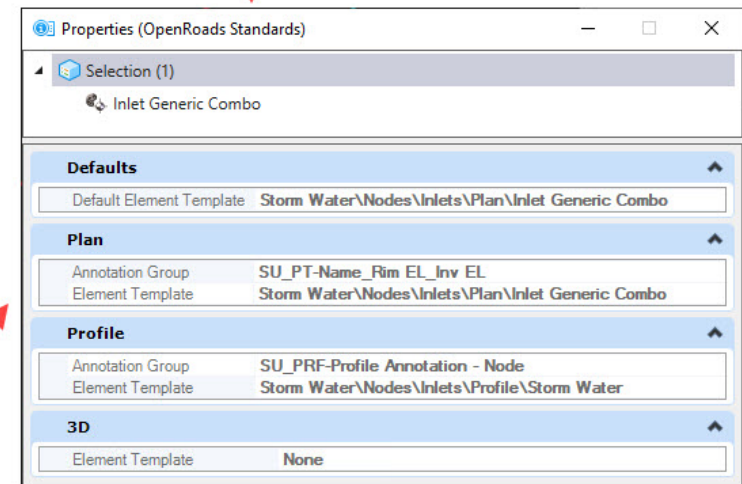 Properties (OpenRoads Standards)
Selection (1)
Inlet Generic Combo
Defaults
Default Element Template Storm Water\Nodes\Inlets\Plan\Inlet Generic Combo
Plan
Annotation Group SU_PT-Name_Rim EL_Inv EL
Element Template Storm Water\Nodes\Inlets\Plan\Inlet Generic Combo
Profile
Annotation Group SU_PRF-Profile Annotation - Node
Element Template Storm Water\Nodes\Inlets\Profile\Storm Water
3D
Element Template None